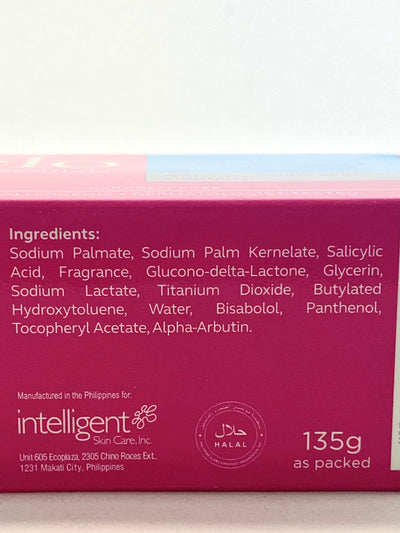 PARABEN-FREE
Ingredients:
Sodium Palmate, Sodium Palm Kernelate, Salicylic
Acid, Fragrance, Glucono-delta-Lactone, Glycerin,
Sodium Lactate, Titanium Dioxide, Butylated
Hydroxytoluene, Water, Bisabolol, Panthenol,
Tocopheryl Acetate, Alpha-Arbutin.
Manufactured in the Philippines for:
intelligent
Skin Care, Inc.
Unit 605 Ecoplaza, 2305 Chino Roces Ext.,
1231 Makati City, Philippines
حلال
HALAL
135g
as packed